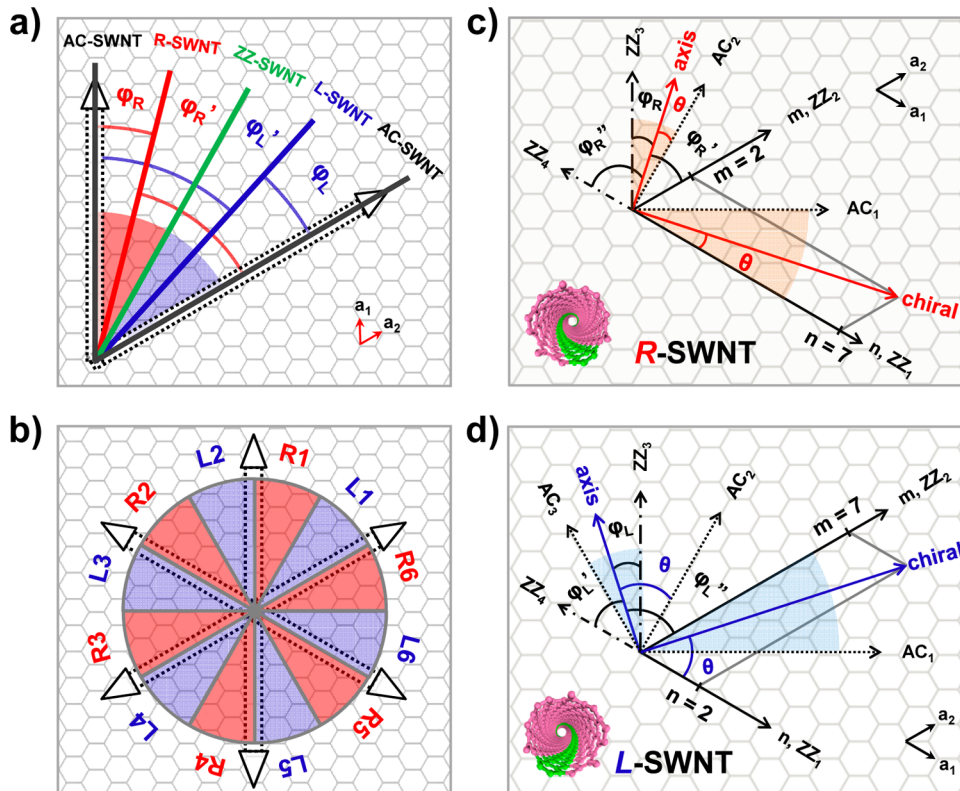 a)
AC-SWNT
R-SWNT
ZZ-SWNT
L-SWNT
AC-SWNT
φR
φR'
φL'
φL
a1
a2
b)
L2
R1
R2
L1
L3
R6
R3
L6
L4
R5
R4
L5
c)
ZZ3
axis
AC2
a2
a1
φR
θ
m, ZZ2
φR''
φR'
ZZ4
m = 2
AC1
θ
chiral
n = 7
n, ZZ1
R-SWNT
d)
axis
ZZ3
AC3
AC2
m = 7
m, ZZ2
φL
θ
chiral
φL'
φL''
ZZ4
θ
AC1
n = 2
n, ZZ1
a2
a1
L-SWNT